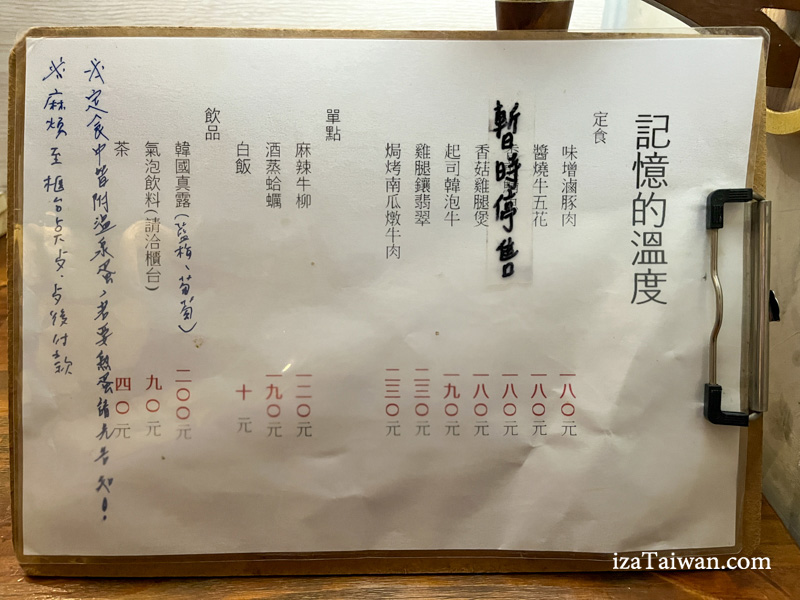 記憶的溫度
定食
味增滷豚肉 一八〇元
醬燒牛五花 一八〇元
暫時停售 一八〇元
香菇雞腿煲 一八〇元
起司韓泡牛 一九〇元
雞腿鑲翡翠 二三〇元
焗烤南瓜燉牛肉 二三〇元
單點
麻辣牛柳 一二〇元
酒蒸蛤蠣 一九〇元
白飯 十元
飲品
韓國真露(藍梅、葡萄) 二〇〇元
氣泡飲料(請洽櫃台) 九〇元
茶 四〇元
※定食中皆附溫泉蛋,若要熟蛋請先告知!
※麻煩至櫃台点後付款
izaTaiwan.com